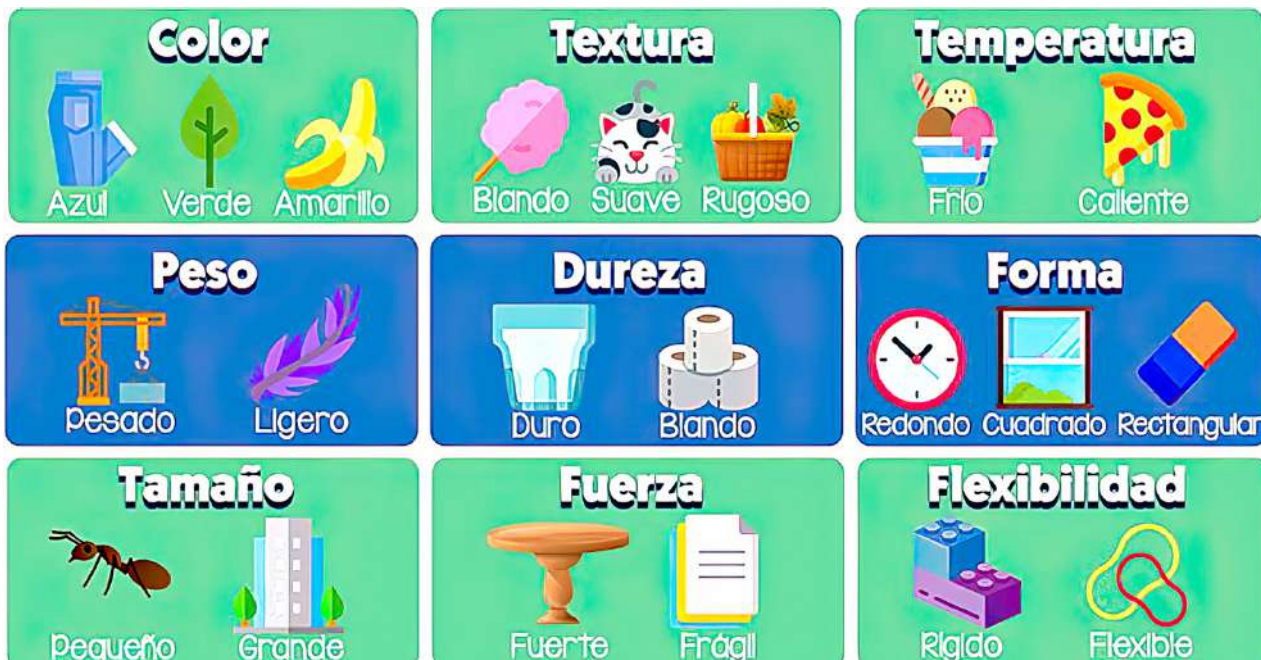 Color
Azul Verde Amarillo
Textura
Blando Suave Rugoso
Temperatura
Frío Caliente
Peso
Pesado Ligero
Dureza
Duro Blando
Forma
Redondo Cuadrado Rectangular
Tamaño
Pequeño Grande
Fuerza
Fuerte Frágil
Flexibilidad
Rígido Flexible